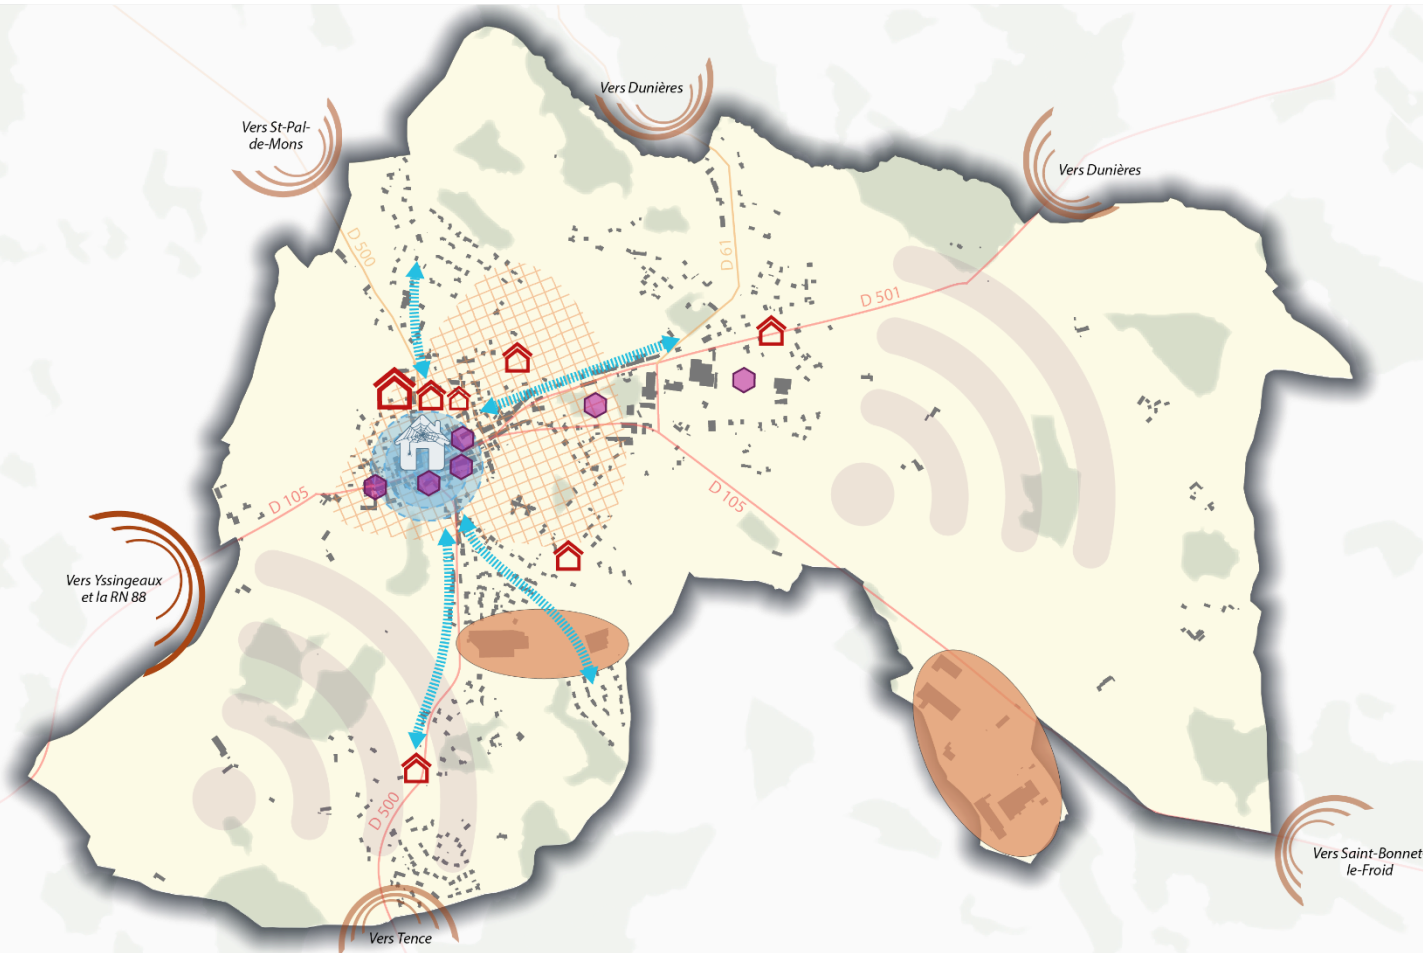 Vers Dunières
Vers St-Pal-
de-Mons
Vers Dunières
D 500
D 61
D 501
D 105
D 105
Vers Yssingeaux
et la RN 88
D 500
Vers Saint-Bonnet-
le-Froid
Vers Tence